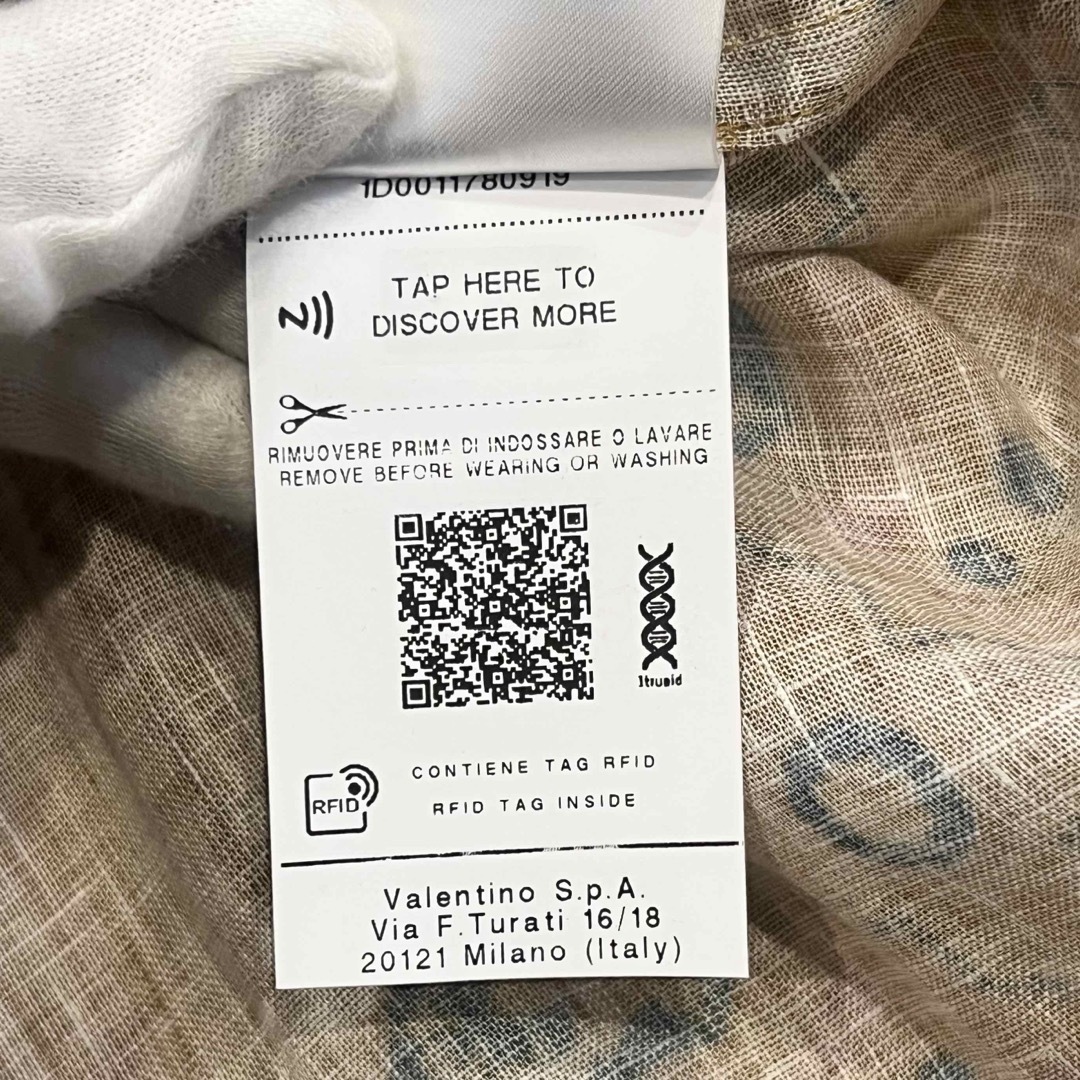 1D0011780919
TAP HERE TO
DISCOVER MORE
RIMUOVERE PRIMA DI INDOSSARE O LAVARE
REMOVE BEFORE WEARING OR WASHING
1trueid
CONTIENE TAG RFID
RFID
RFID TAG INSIDE
Valentino S.p.A.
Via F.Turati 16/18
20121 Milano (Italy)